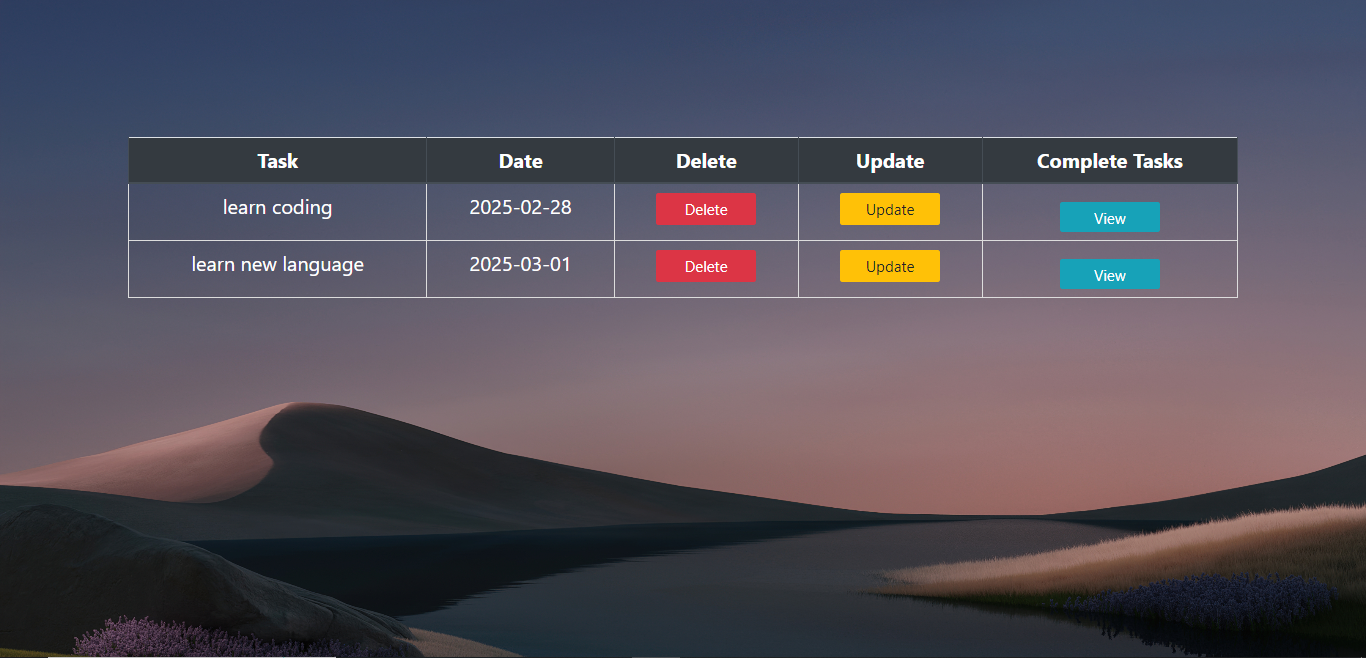 Task Date Delete Update Complete Tasks
learn coding 2025-02-28 Delete Update View
learn new language 2025-03-01 Delete Update View